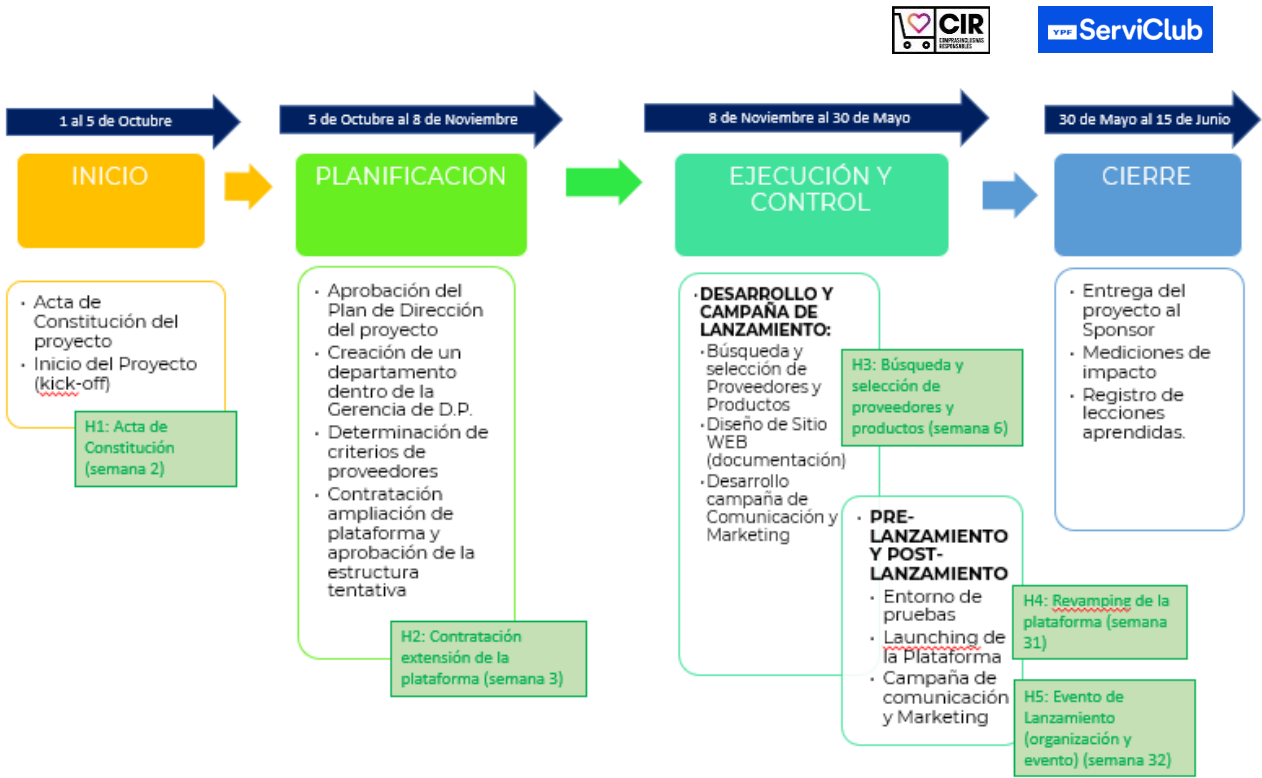 CIR
COMPRAS INCLUSIVAS
RESPONSABLES
YPF ServiClub
1 al 5 de Octubre
5 de Octubre al 8 de Noviembre
8 de Noviembre al 30 de Mayo
30 de Mayo al 15 de Junio
INICIO
PLANIFICACION
EJECUCIÓN Y
CONTROL
CIERRE
· Acta de
Constitución del
proyecto
· Inicio del Proyecto
(kick-off)
H1: Acta de
Constitución
(semana 2)
· Aprobación del
Plan de Dirección
del proyecto
· Creación de un
departamento
dentro de la
Gerencia de D.P.
· Determinación de
criterios de
proveedores
· Contratación
ampliación de
plataforma y
aprobación de la
estructura
tentativa
H2: Contratación
extensión de la
plataforma (semana 3)
· DESARROLLO Y
CAMPAÑA DE
LANZAMIENTO:
· Búsqueda y
selección de
Proveedores y
Productos
· Diseño de Sitio
WEB
(documentación)
· Desarrollo
campaña de
Comunicación y
Marketing
H3: Búsqueda y
selección de
proveedores y
productos (semana 6)
· PRE-
LANZAMIENTO
Y POST-
LANZAMIENTO
· Entorno de
pruebas
· Launching de
la Plataforma
· Campaña de
comunicación
y Marketing
H4: Revamping de la
plataforma (semana
31)
H5: Evento de
Lanzamiento
(organización y
evento) (semana 32)
· Entrega del
proyecto al
Sponsor
· Mediciones de
impacto
· Registro de
lecciones
aprendidas.